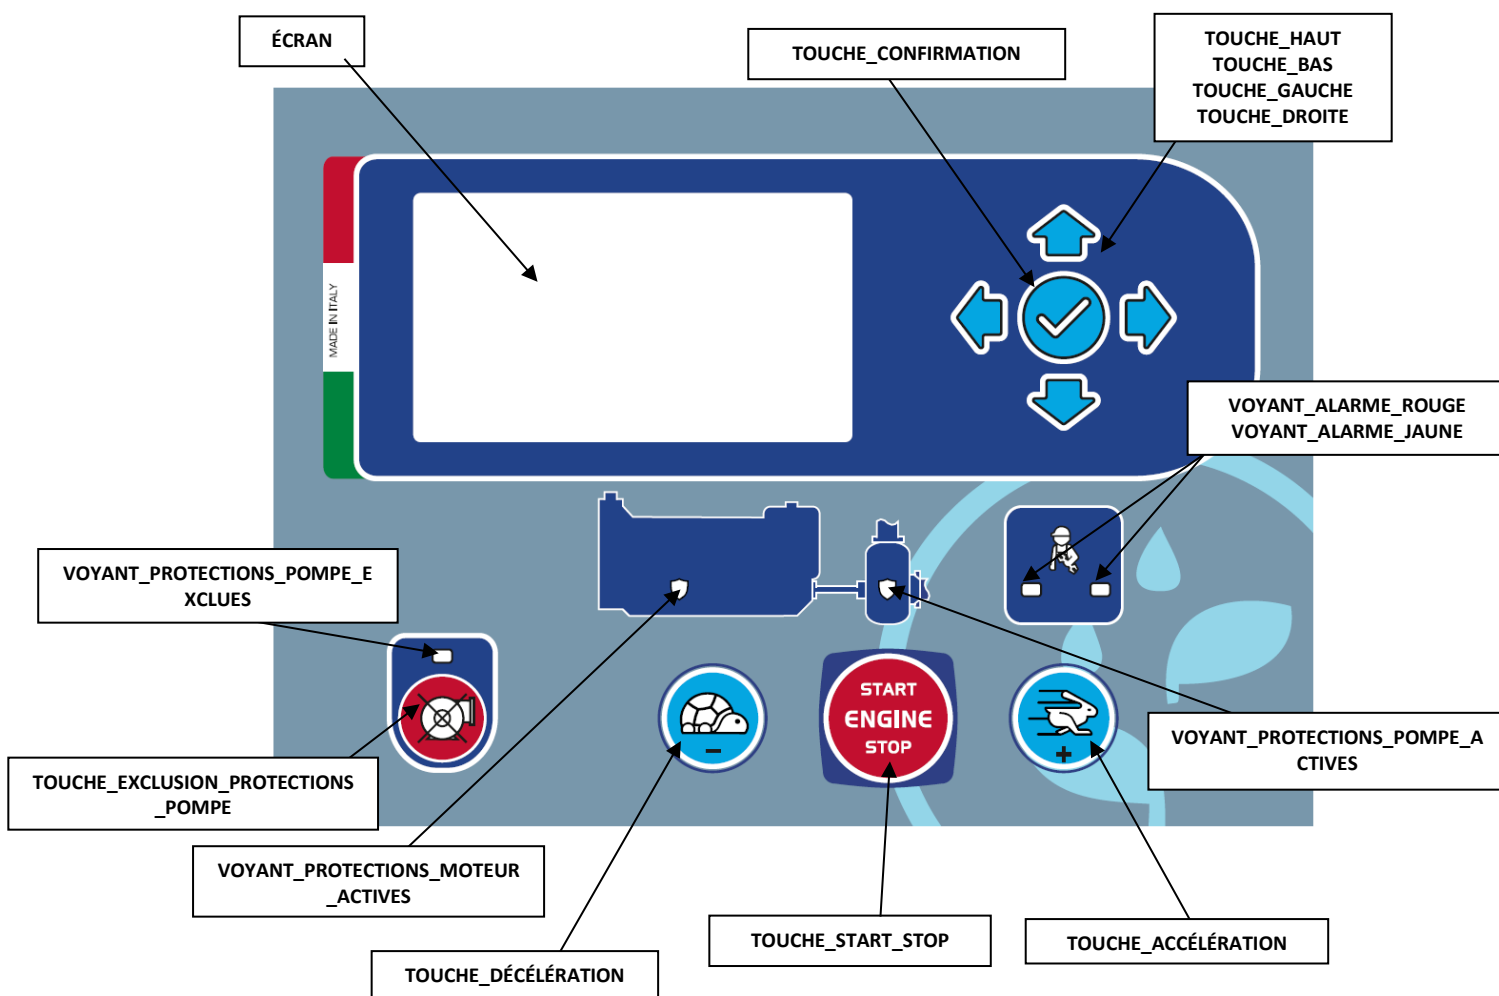 ÉCRAN
TOUCHE_CONFIRMATION
TOUCHE_HAUT
TOUCHE_BAS
TOUCHE_GAUCHE
TOUCHE_DROITE
MADE IN ITALY
VOYANT_ALARME_ROUGE
VOYANT_ALARME_JAUNE
VOYANT_PROTECTIONS_POMPE_E
XCLUES
START
ENGINE
STOP
-
+
VOYANT_PROTECTIONS_POMPE_A
CTIVES
TOUCHE_EXCLUSION_PROTECTIONS
_POMPE
VOYANT_PROTECTIONS_MOTEUR
_ACTIVES
TOUCHE_START_STOP
TOUCHE_ACCÉLÉRATION
TOUCHE_DÉCÉLÉRATION